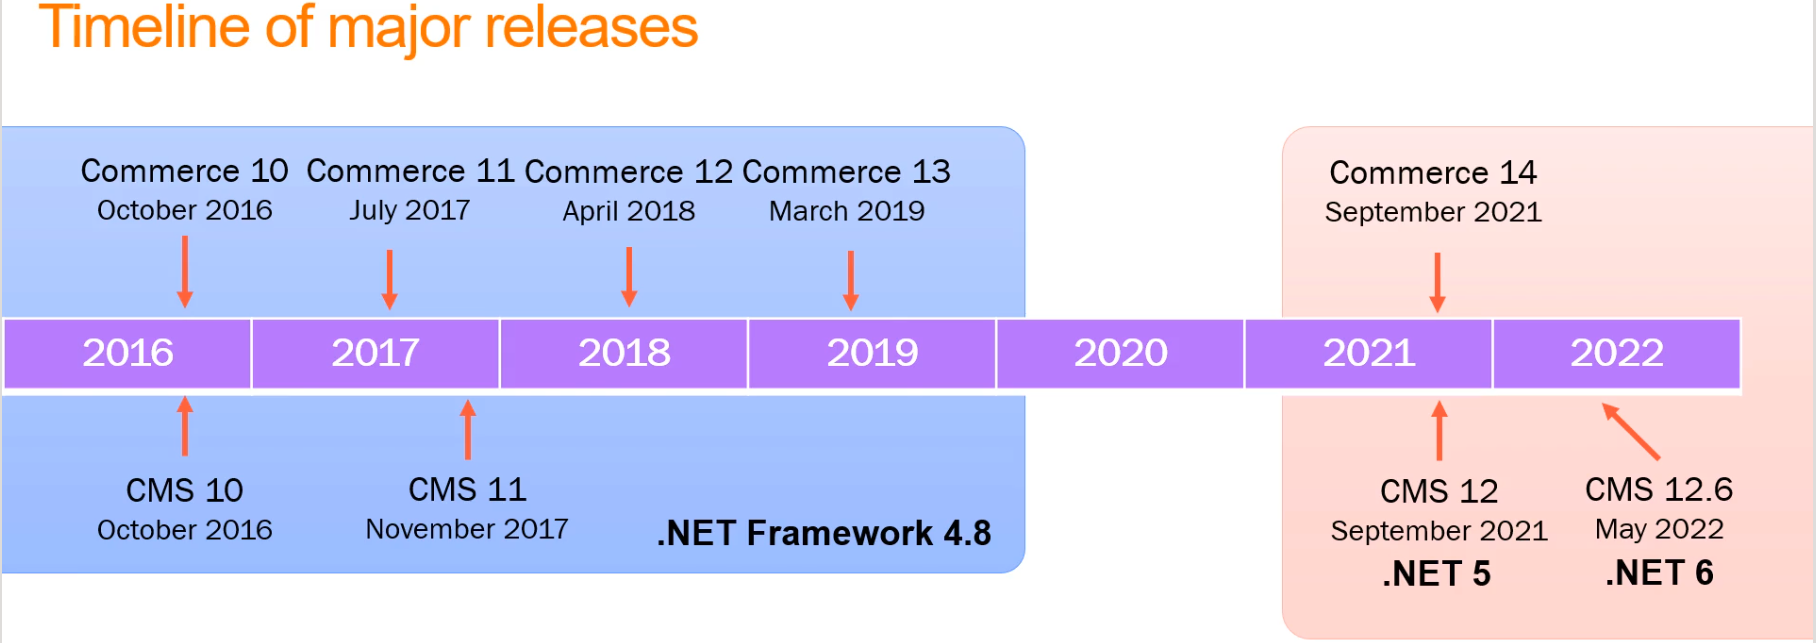 Timeline of major releases
Commerce 10
October 2016
Commerce 11
July 2017
Commerce 12
April 2018
Commerce 13
March 2019
Commerce 14
September 2021
2016
2017
2018
2019
2020
2021
2022
CMS 10
October 2016
CMS 11
November 2017
.NET Framework 4.8
CMS 12
September 2021
.NET 5
CMS 12.6
May 2022
.NET 6